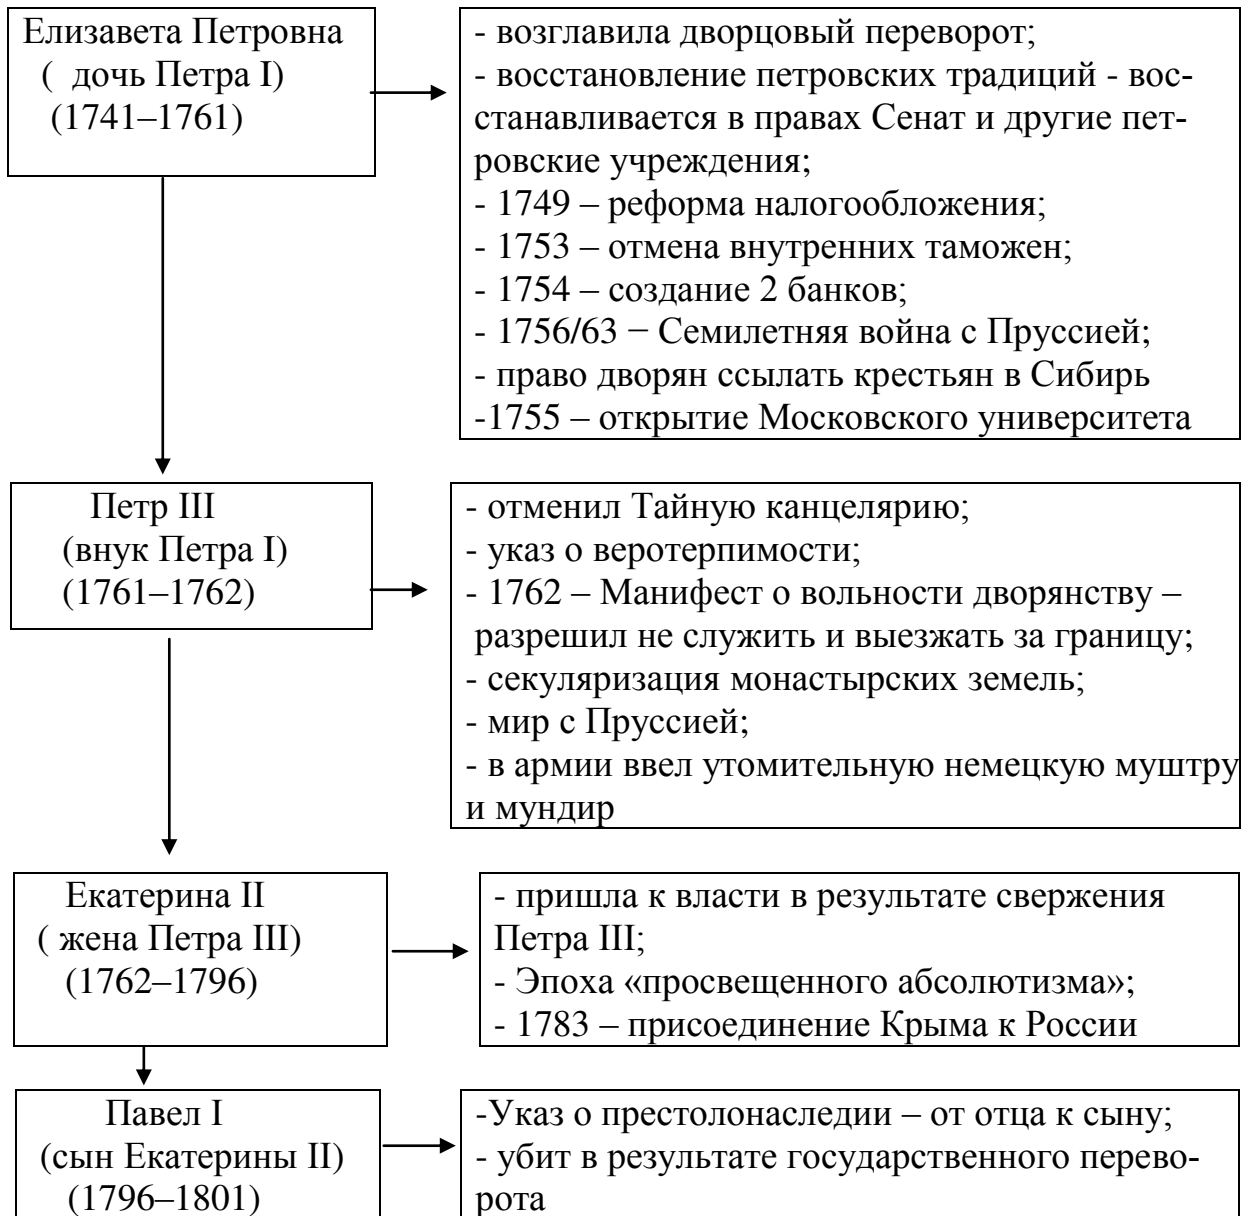 Елизавета Петровна
( дочь Петра I)
(1741–1761)
- возглавила дворцовый переворот;
- восстановление петровских традиций - вос-
станавливается в правах Сенат и другие пет-
ровские учреждения;
- 1749 – реформа налогообложения;
- 1753 – отмена внутренних таможен;
- 1754 – создание 2 банков;
- 1756/63 − Семилетняя война с Пруссией;
- право дворян ссылать крестьян в Сибирь
-1755 – открытие Московского университета
Петр III
(внук Петра I)
(1761–1762)
- отменил Тайную канцелярию;
- указ о веротерпимости;
- 1762 – Манифест о вольности дворянству –
разрешил не служить и выезжать за границу;
- секуляризация монастырских земель;
- мир с Пруссией;
- в армии ввел утомительную немецкую муштру
и мундир
Екатерина II
( жена Петра III)
(1762–1796)
- пришла к власти в результате свержения
Петра III;
- Эпоха «просвещенного абсолютизма»;
- 1783 – присоединение Крыма к России
Павел I
(сын Екатерины II)
(1796–1801)
-Указ о престолонаследии – от отца к сыну;
- убит в результате государственного перево-
рота